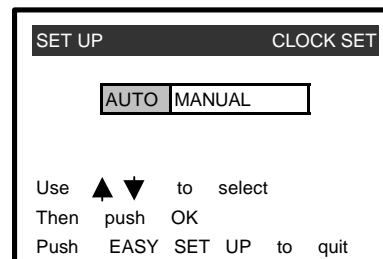 SET UP CLOCK SET
AUTO MANUAL
Use ▲ ▼ to select
Then push OK
Push EASY SET UP to quit